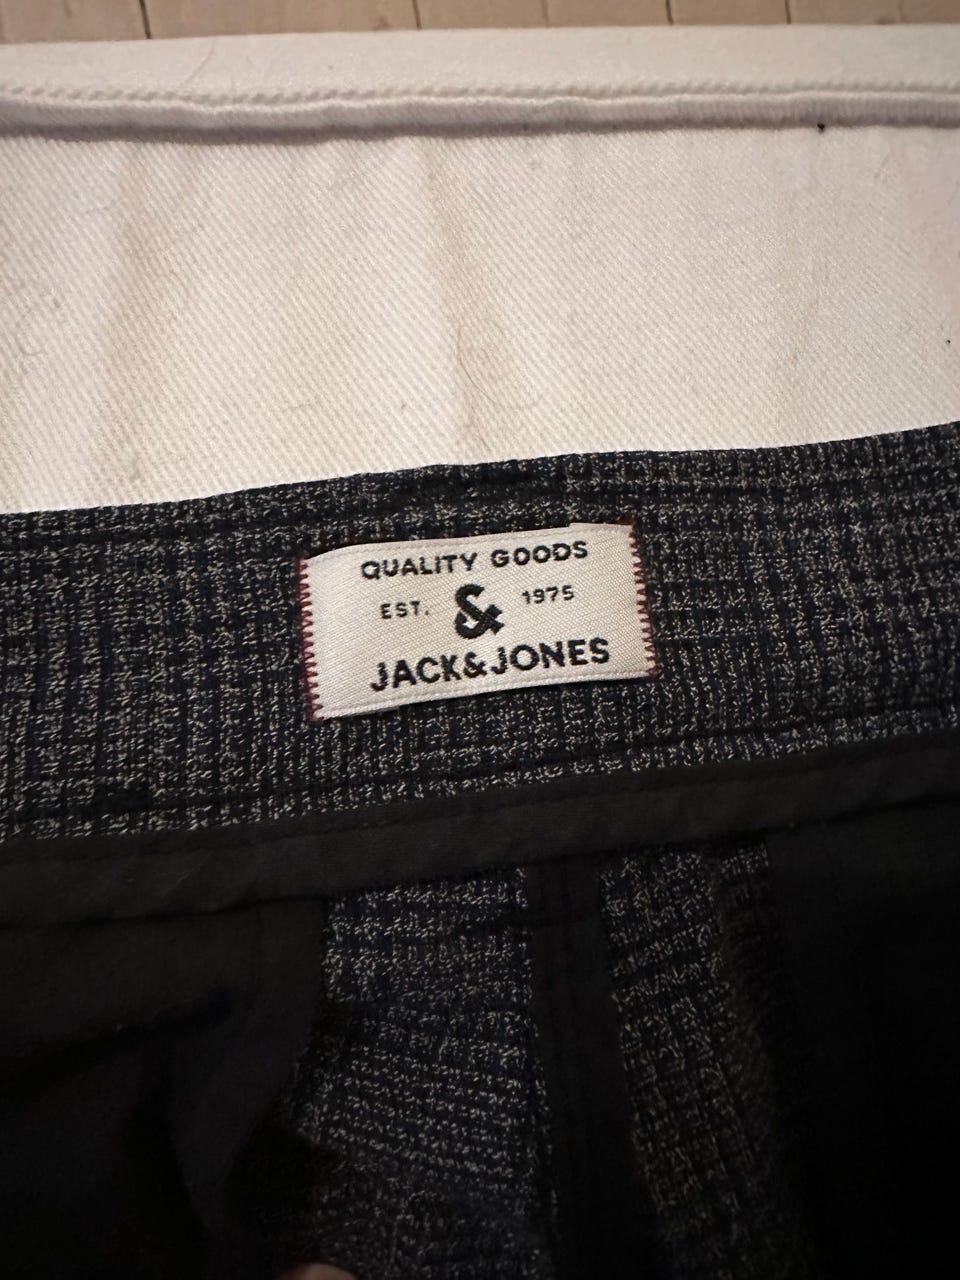 QUALITY GOODS
EST. & 1975
JACK&JONES